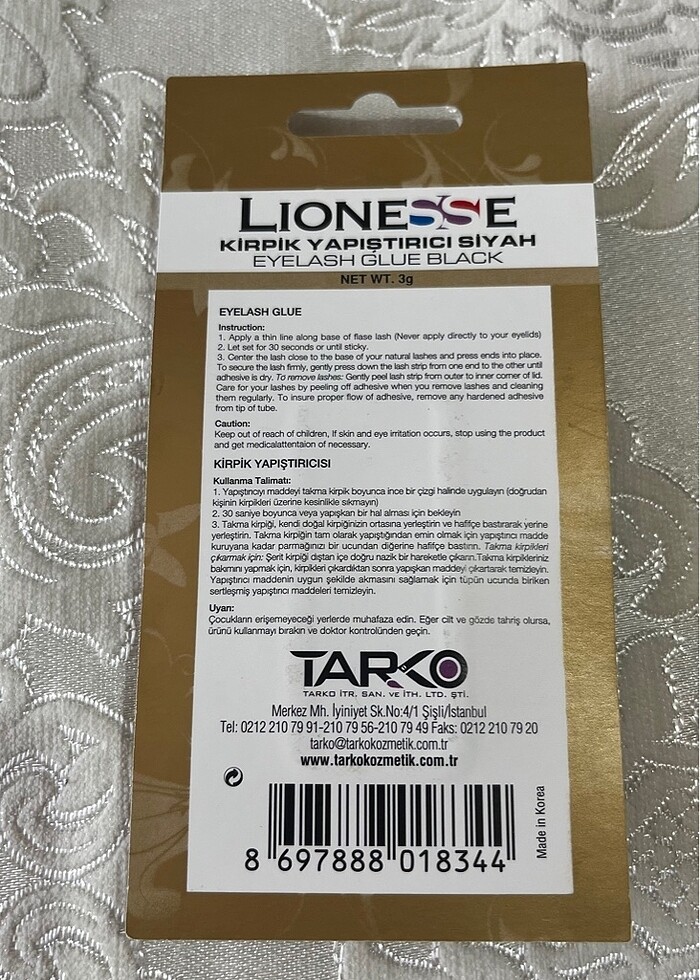 LIONESSE
KİRPİK YAPIŞTIRICI SİYAH
EYELASH GLUE BLACK
NET WT. 3g
EYELASH GLUE
Instruction:
1. Apply a thin line along base of flase lash (Never apply directly to your eyelids)
2. Let set for 30 seconds or until sticky.
3. Center the lash close to the base of your natural lashes and press ends into place.
To secure the lash firmly, gently press down the lash strip from one end to the other until
adhesive is dry. To remove lashes: Gently peel lash strip from outer to inner corner of lid.
Care for your lashes by peeling off adhesive when you remove lashes and cleaning
them regularly. To insure proper flow of adhesive, remove any hardened adhesive
from tip of tube.
Caution:
Keep out of reach of children, If skin and eye irritation occurs, stop using the product
and get medicalattentaion of necessary.
KİRPİK YAPIŞTIRICISI
Kullanma Talimatı:
1. Yapıştırıcıyı maddeyi takma kirpik boyunca ince bir çizgi halinde uygulayın (doğrudan
kişinin kirpikleri üzerine kesinlikle sıkmayın)
2. 30 saniye boyunca veya yapışkan bir hal alması için bekleyin
3. Takma kirpiği, kendi doğal kirpiğinizin ortasına yerleştirin ve hafifçe bastırarak yerine
yerleştirin. Takma kirpiğin tam olarak yapıştığından emin olmak için yapıştırıcı madde
kuruyana kadar parmağınızı bir ucundan diğerine hafifçe bastırın. Takma kirpikleri
çıkarmak için: Şerit kirpiği dıştan içe doğru nazik bir hareketle çıkarın.Takma kirpikleriniz
bakımını yapmak için, kirpikleri çıkardıktan sonra yapışkan maddeyi çıkartarak temizleyin.
Yapıştırıcı maddenin uygun şekilde akmasını sağlamak için tüpün ucunda biriken
sertleşmiş yapıştırıcı maddeleri temizleyin.
Uyarı:
Çocukların erişemeyeceği yerlerde muhafaza edin. Eğer cilt ve gözde tahriş olursa,
ürünü kullanmayı bırakın ve doktor kontrolünden geçin.
TARKO
TARKO ITR. SAN. VE İTH. LTD. ŞTİ.
Merkez Mh. İyiniyet Sk.No:4/1 Şişli/İstanbul
Tel: 0212 210 79 91-210 79 56-210 79 49 Faks: 0212 210 79 20
tarko@tarkokozmetik.com.tr
www.tarkokozmetik.com.tr
8 697888 018344
Made in Korea